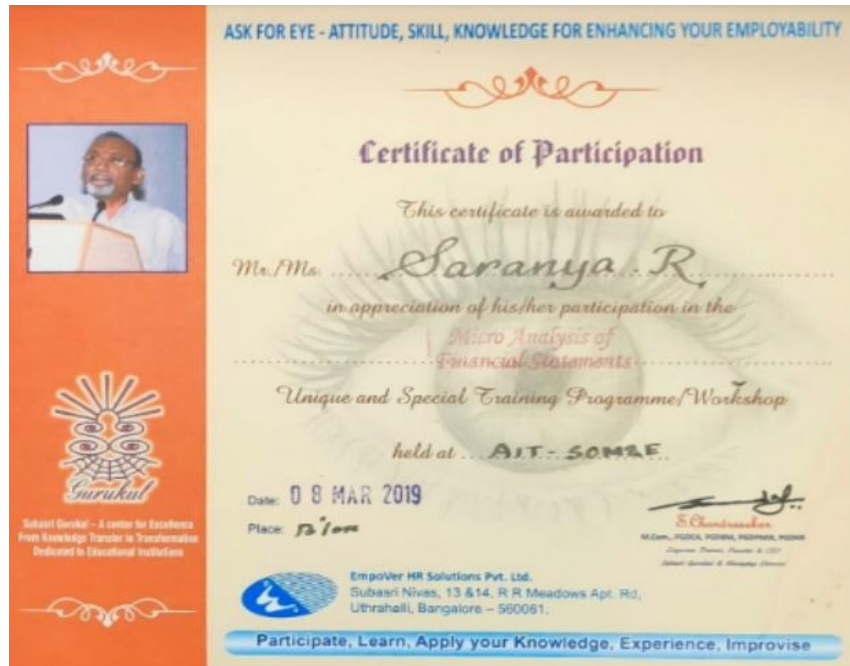 ASK FOR EYE - ATTITUDE, SKILL, KNOWLEDGE FOR ENHANCING YOUR EMPLOYABILITY
Certificate of Participation
This certificate is awarded to
Mr./Ms. Saranya . R
in appreciation of his/her participation in the
Micro Analysis of
Financial Statements
Unique and Special Training Programme/Workshop
held at ... AIT - SOM&E
Date: 08 MAR 2019
Place: B'lore
S.Chandrasekar
M.Com., PGDCA,
Gurukul
Subasri Gurukul – A center for Excellence
From Knowledge Transfer to Transformation
Dedicated to Educational Institutions
EmpoVer HR Solutions Pvt. Ltd.
Subasri Nivas, 13 &14, R R Meadows Apt. Rd,
Uthrahalli, Bangalore – 560061.
Participate, Learn, Apply your Knowledge, Experience, Improvise